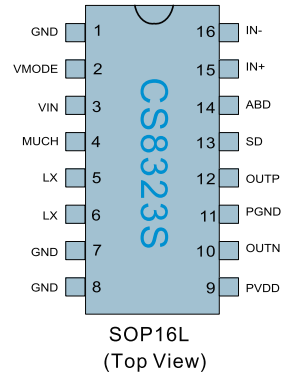 GND 1 16 IN-
VMODE 2 15 IN+
VIN 3 14 ABD
MUCH 4 13 SD
LX 5 12 OUTP
LX 6 11 PGND
GND 7 10 OUTN
GND 8 9 PVDD
CS8323S
SOP16L
(Top View)